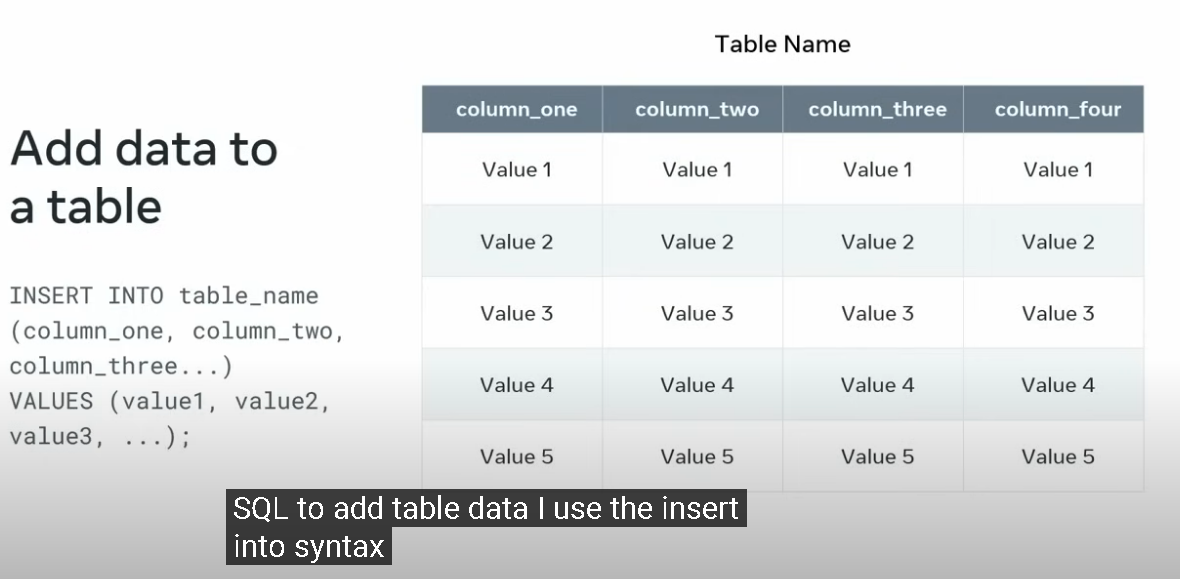 Add data to
a table
INSERT INTO table_name
(column_one, column_two,
column_three...)
VALUES (value1, value2,
value3, ...);
Table Name
column_one column_two column_three column_four
Value 1 Value 1 Value 1 Value 1
Value 2 Value 2 Value 2 Value 2
Value 3 Value 3 Value 3 Value 3
Value 4 Value 4 Value 4 Value 4
Value 5 Value 5 Value 5 Value 5
SQL to add table data I use the insert
into syntax